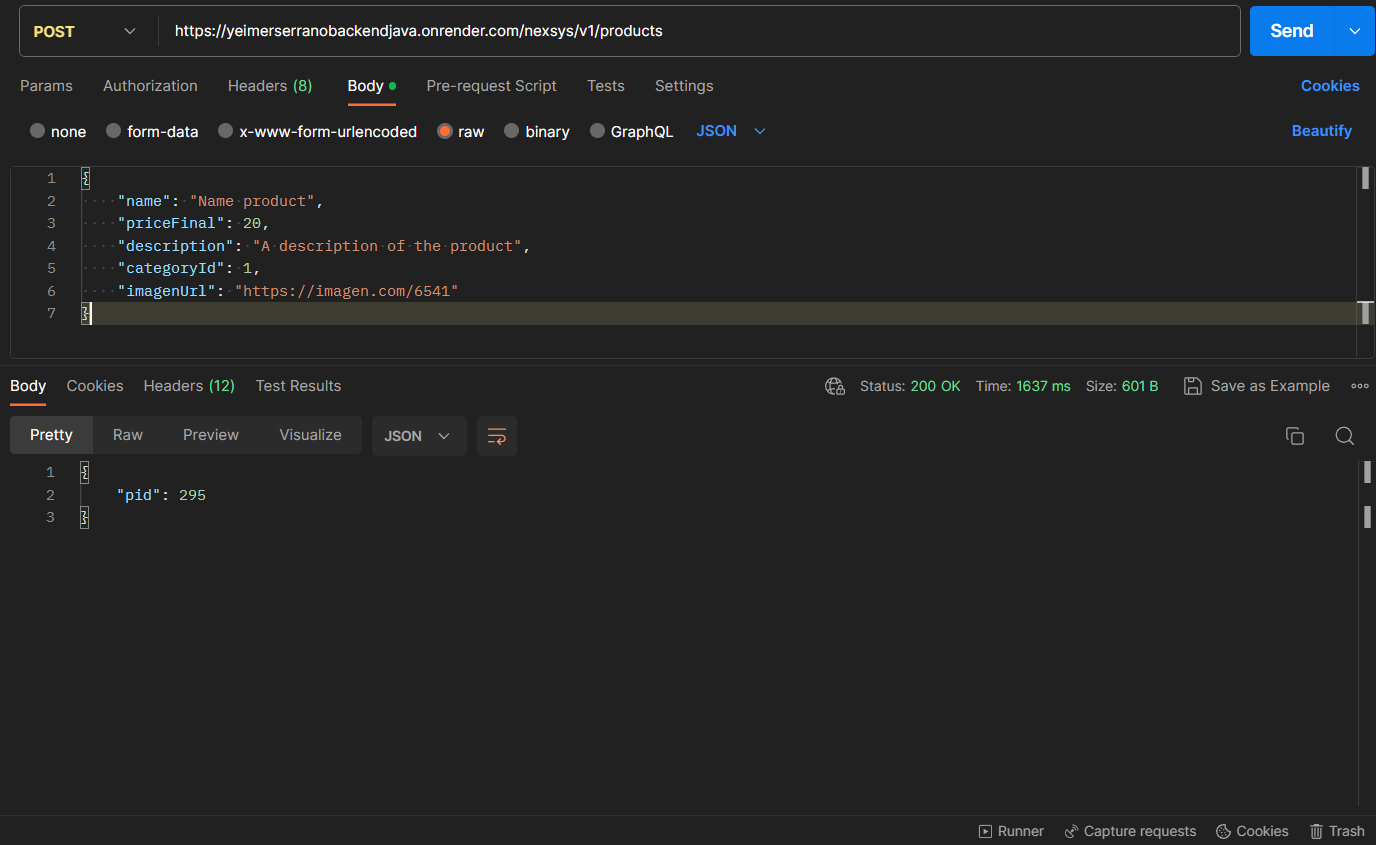 POST https://yeimerserranobackendjava.onrender.com/nexsys/v1/products Send
Params Authorization Headers (8) Body Pre-request Script Tests Settings Cookies
none form-data x-www-form-urlencoded raw binary GraphQL JSON Beautify
1 {
2 "name": "Name product",
3 "priceFinal": 20,
4 "description": "A description of the product",
5 "categoryId": 1,
6 "imagenUrl": "https://imagen.com/6541"
7 }
Body Cookies Headers (12) Test Results Status: 200 OK Time: 1637 ms Size: 601 B Save as Example
Pretty Raw Preview Visualize JSON
1 {
2 "pid": 295
3 }
Runner Capture requests Cookies Trash